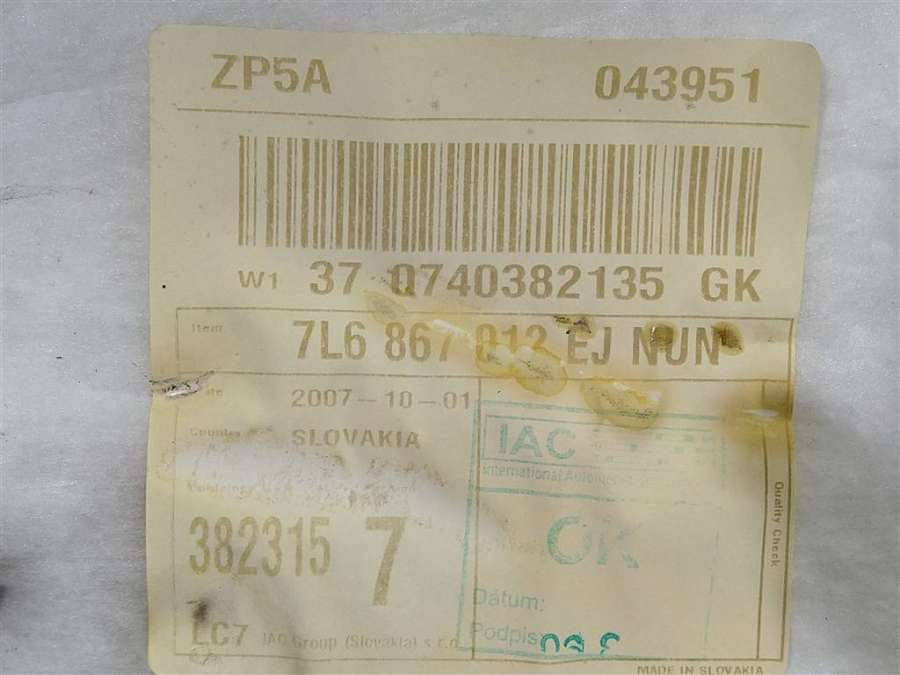 ZP5A 043951
W1 37 0740382135 GK
Item 7L6 867 012 EJ NUN
2007-10-01
SLOVAKIA
IAC
International
OK
382315 7
Dátum:
Podpis:
LC7 IAC Group (Slovakia) s r.o.
Quality Check
MADE IN SLOVAKIA